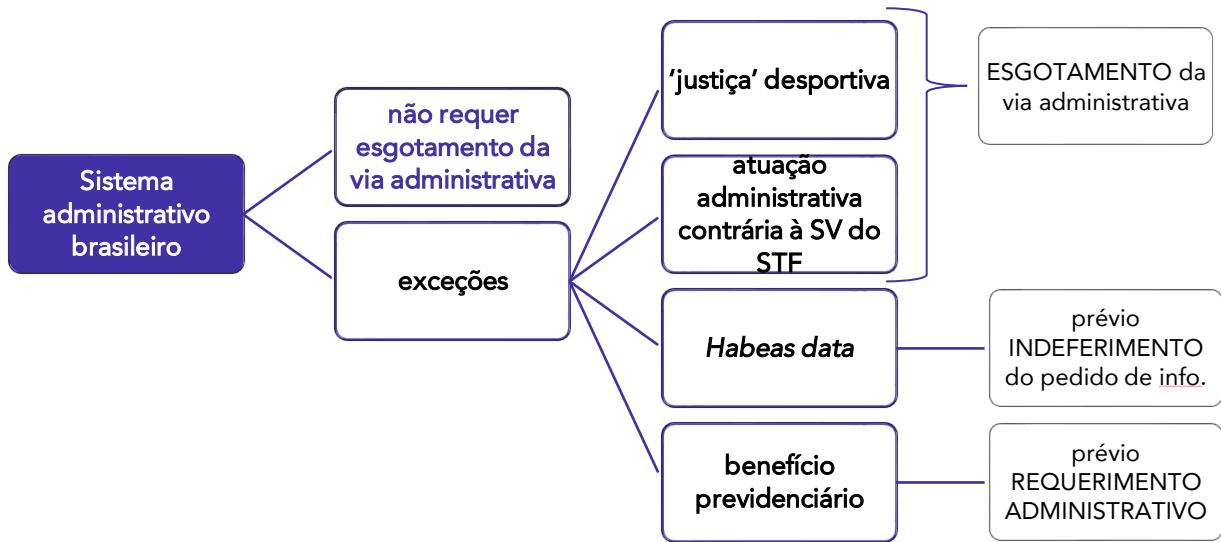 Sistema
administrativo
brasileiro
não requer
esgotamento da
via administrativa
exceções
‘justiça’ desportiva
atuação
administrativa
contrária à SV do
STF
ESGOTAMENTO da
via administrativa
Habeas data
prévio
INDEFERIMENTO
do pedido de info.
benefício
previdenciário
prévio
REQUERIMENTO
ADMINISTRATIVO